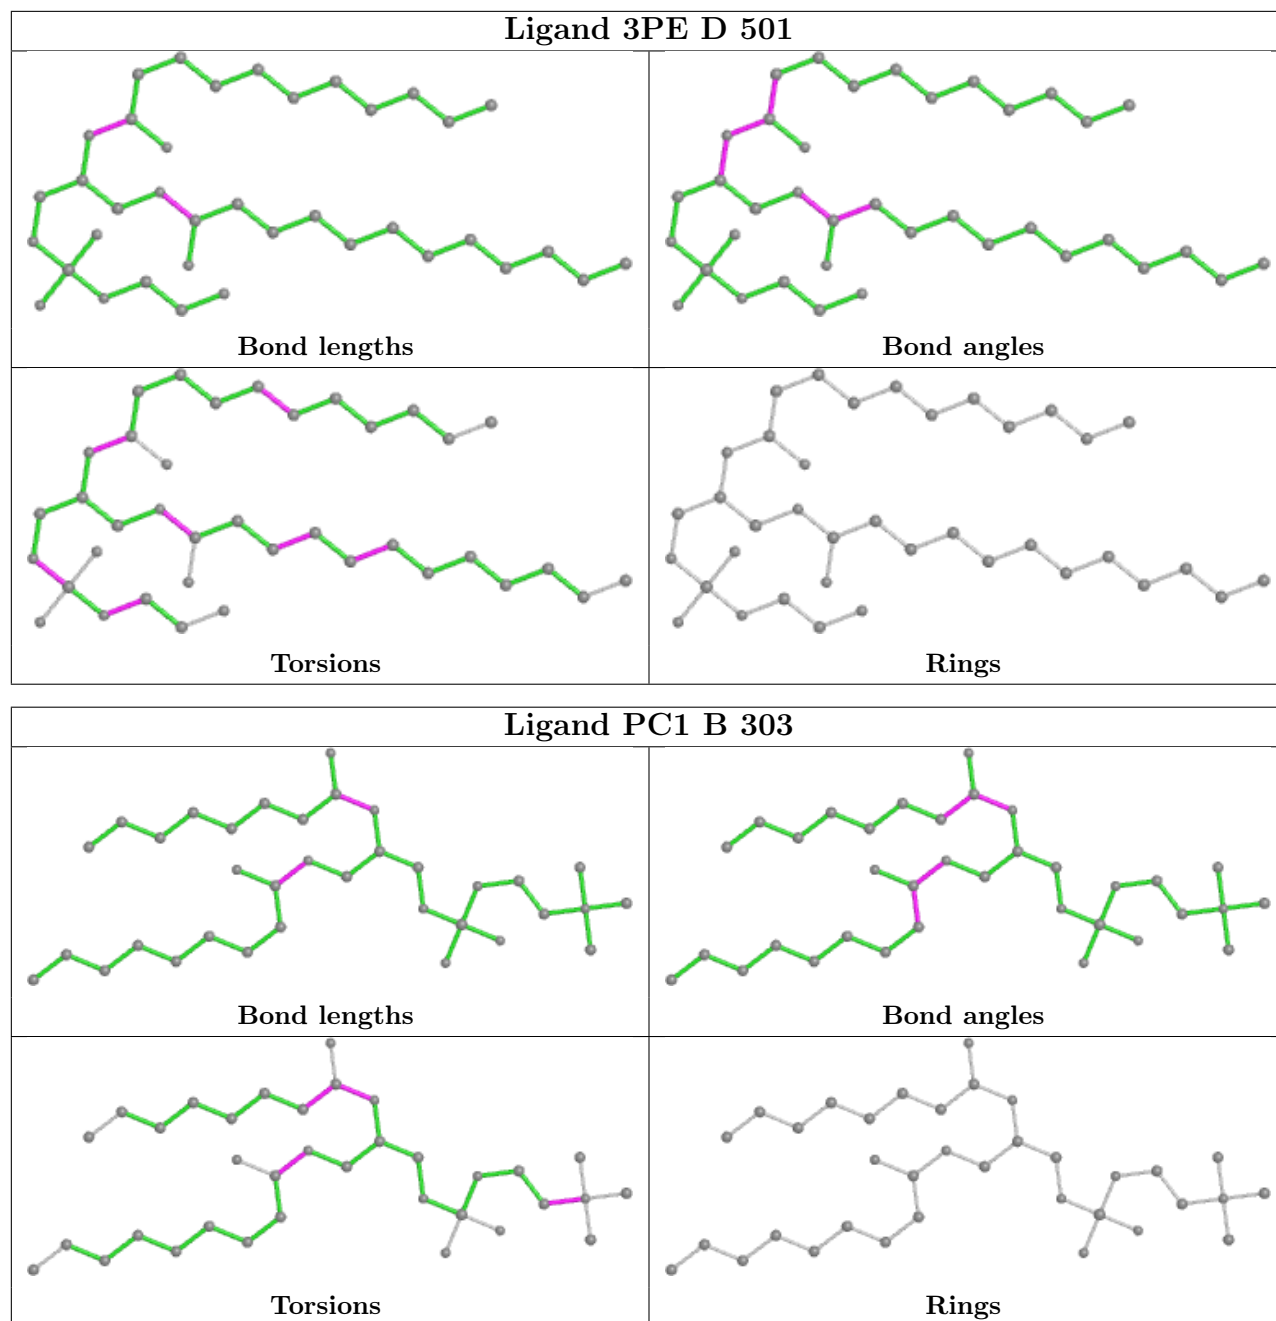 Ligand 3PE D 501
Bond lengths
Bond angles
Torsions
Rings
Ligand PC1 B 303
Bond lengths
Bond angles
Torsions
Rings